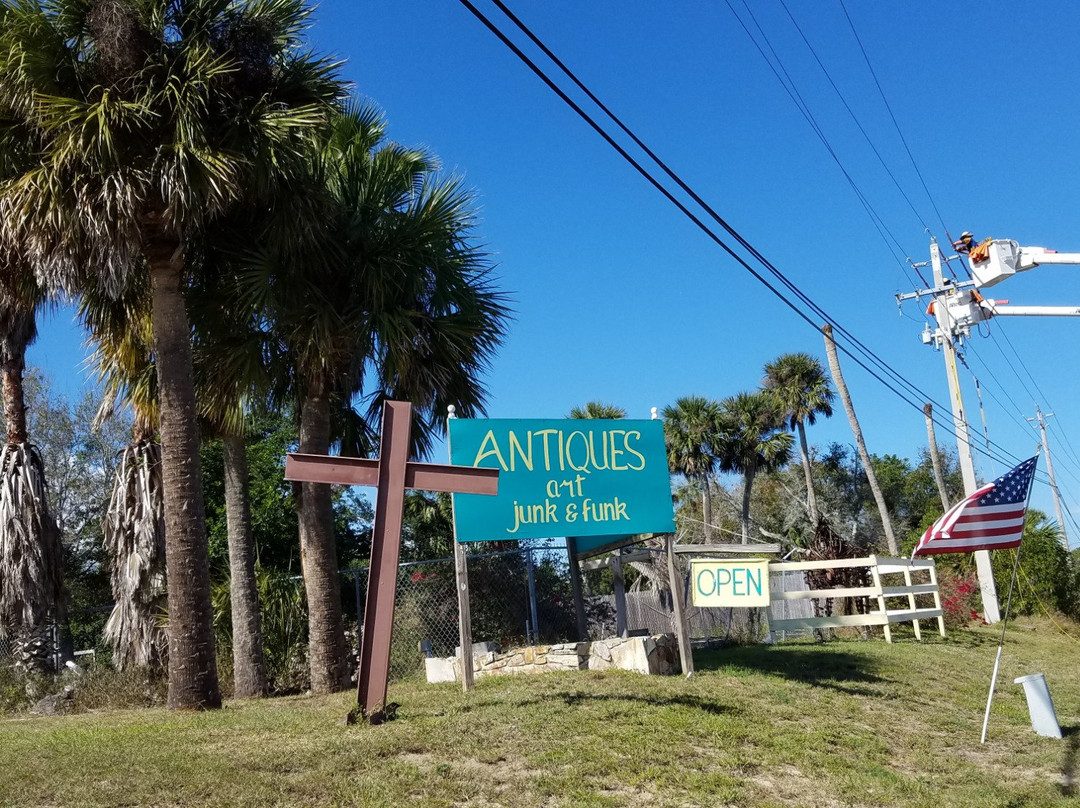 ANTIQUES
art
junk & funk
OPEN